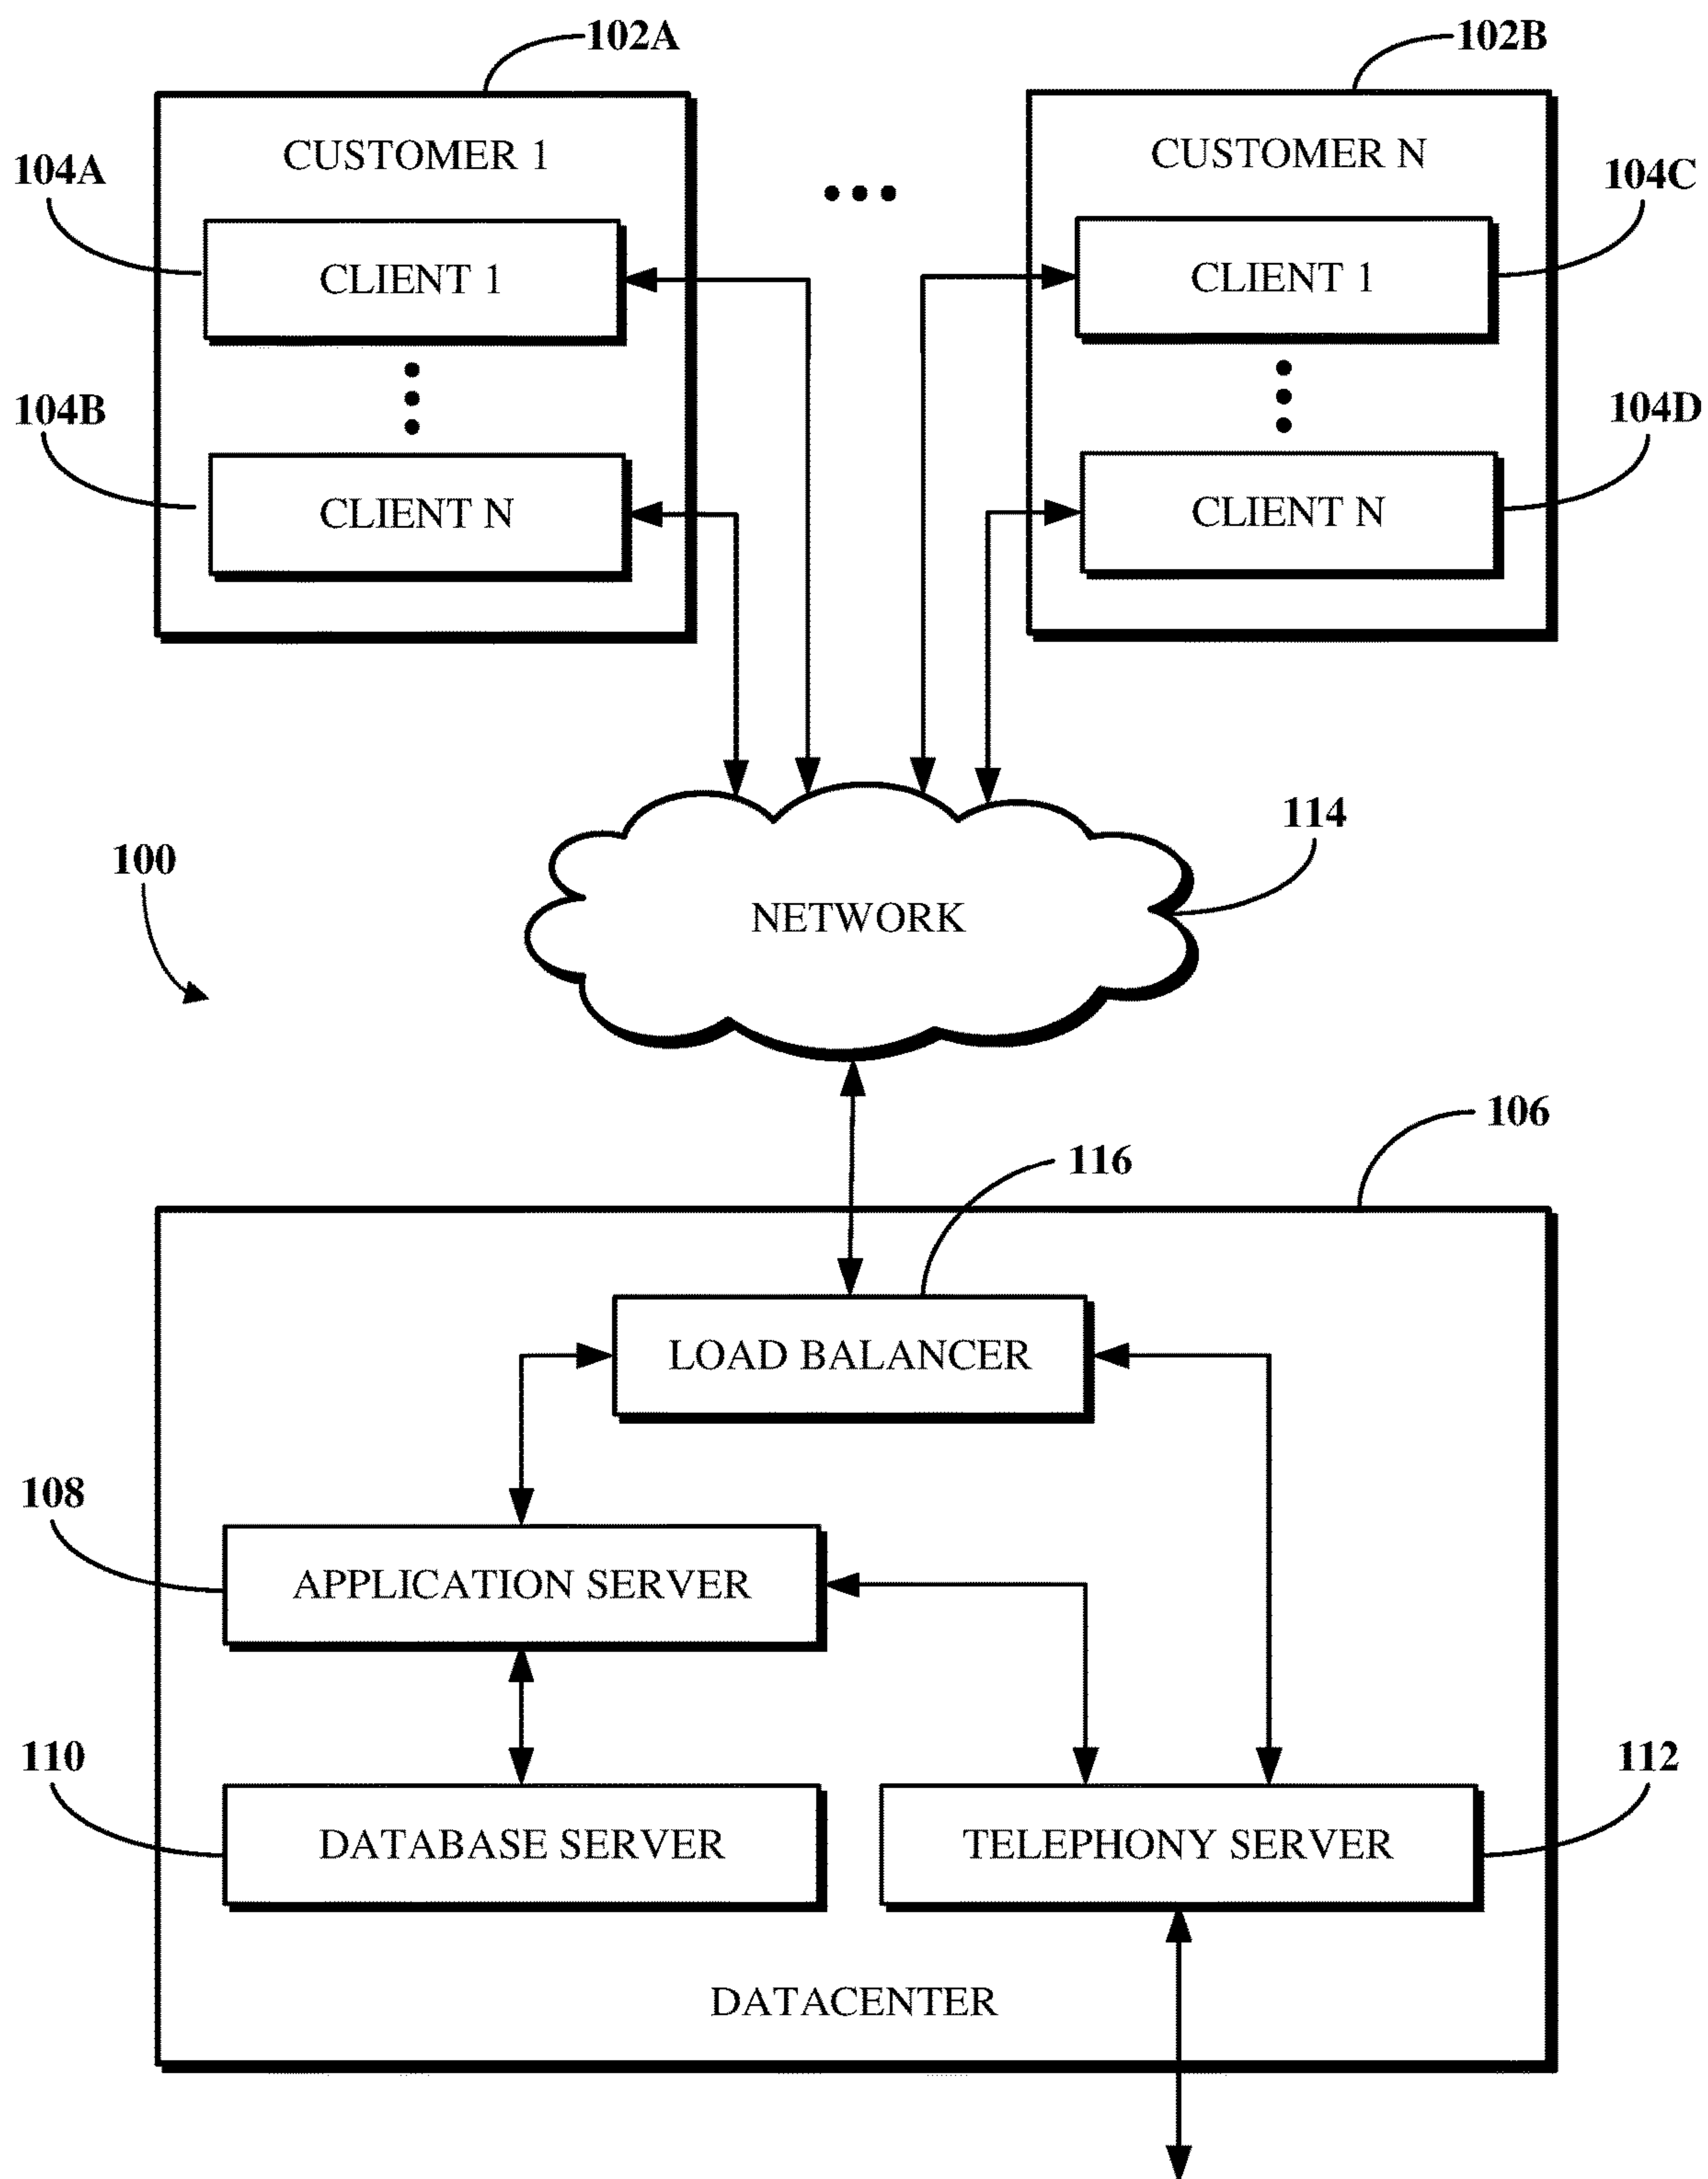 102A
102B
CUSTOMER 1
CUSTOMER N
104A
104C
CLIENT 1
CLIENT 1
104B
104D
CLIENT N
CLIENT N
114
100
NETWORK
106
116
LOAD BALANCER
108
APPLICATION SERVER
110
112
DATABASE SERVER
TELEPHONY SERVER
DATACENTER